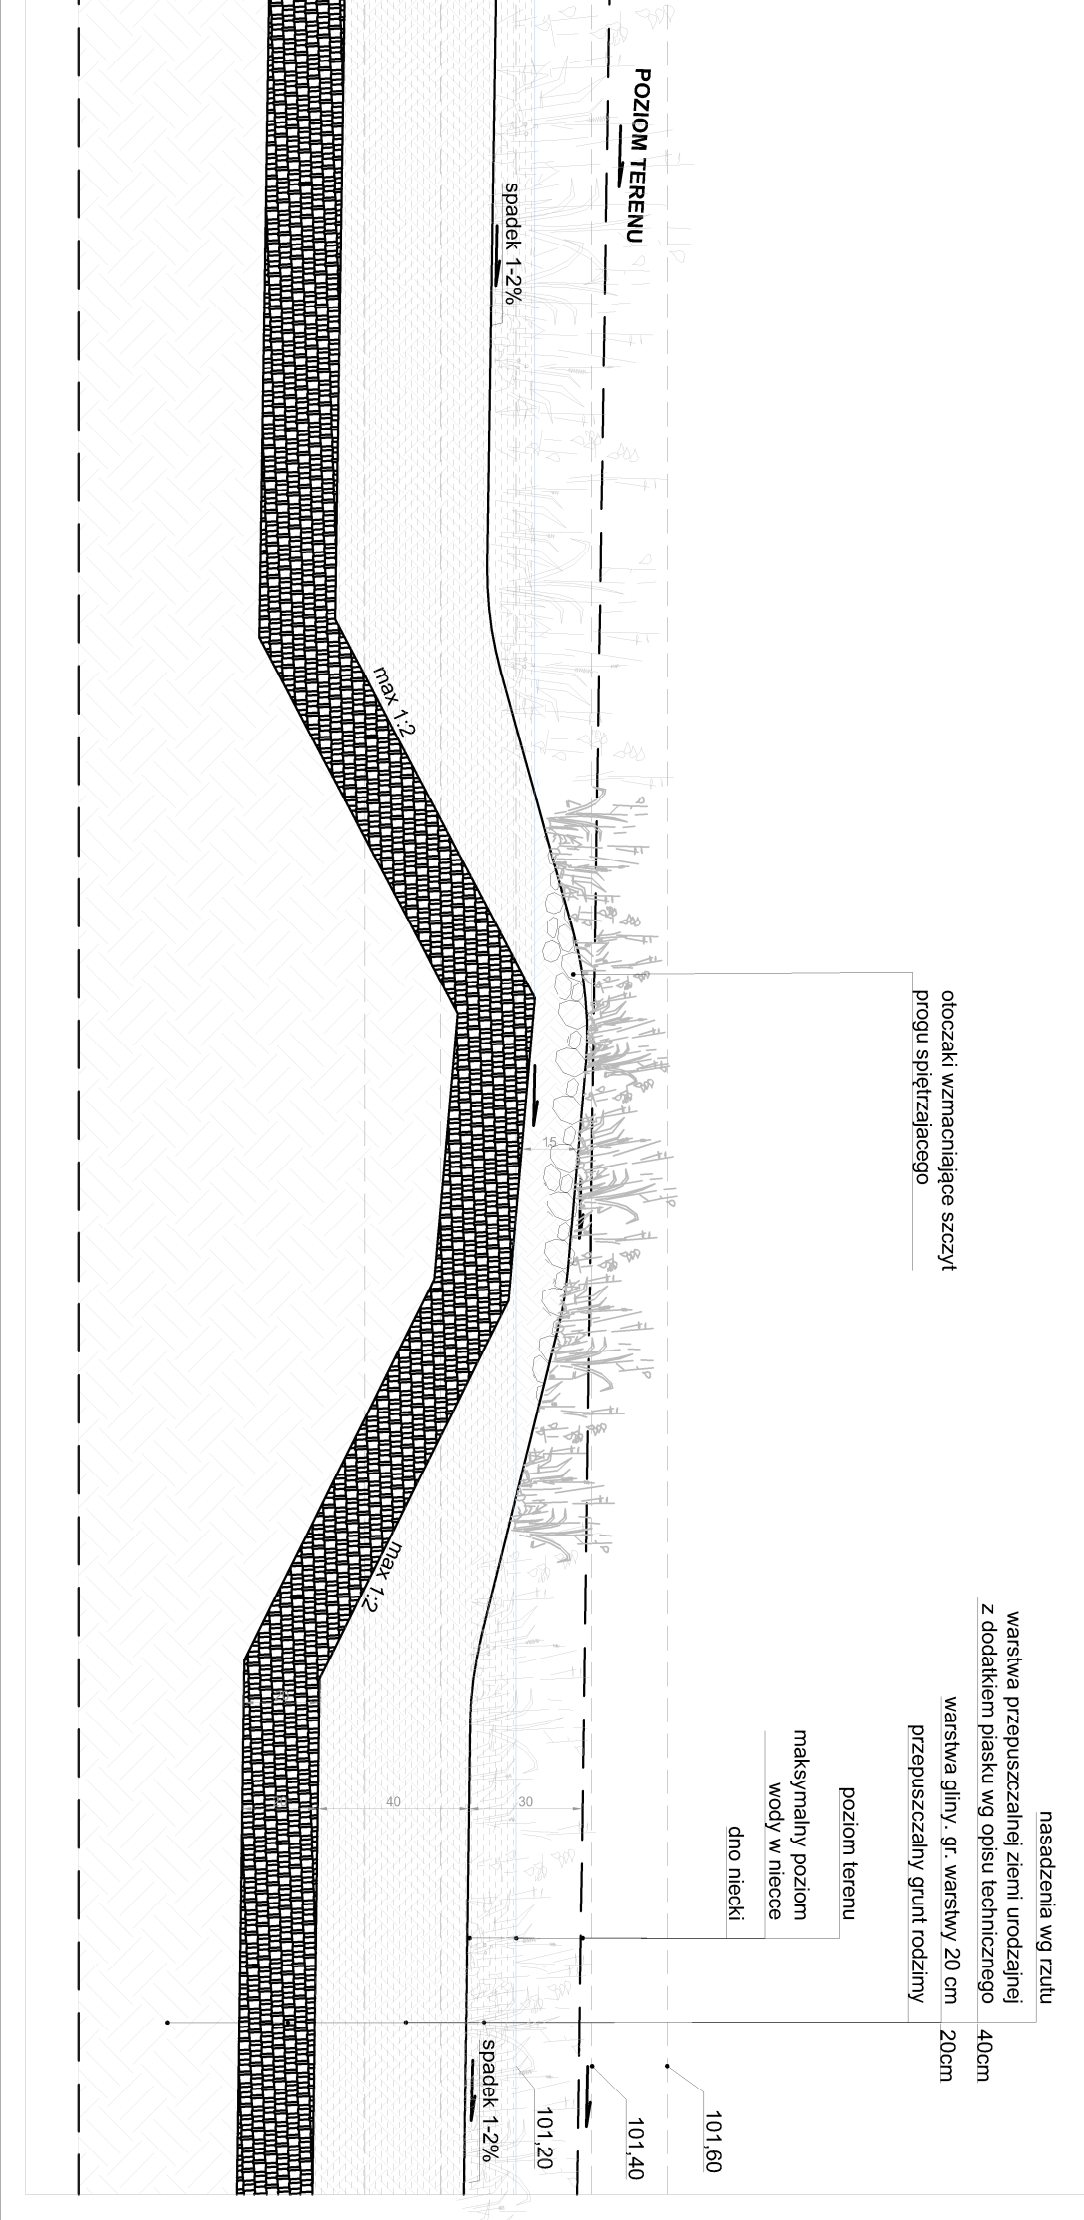 POZIOM TERENU
spadek 1-2%
max 1:2
otoczaki wzmacniające szczyt
progu spiętrzajacego
15
max 1:2
nasadzenia wg rzutu
warstwa przepuszczalnej ziemi urodzajnej
z dodatkiem piasku wg opisu technicznego 40cm
warstwa gliny. gr. warstwy 20 cm 20cm
przepuszczalny grunt rodzimy
poziom terenu
maksymalny poziom
wody w niecce
dno niecki
40
30
101,60
101,40
101,20
spadek 1-2%